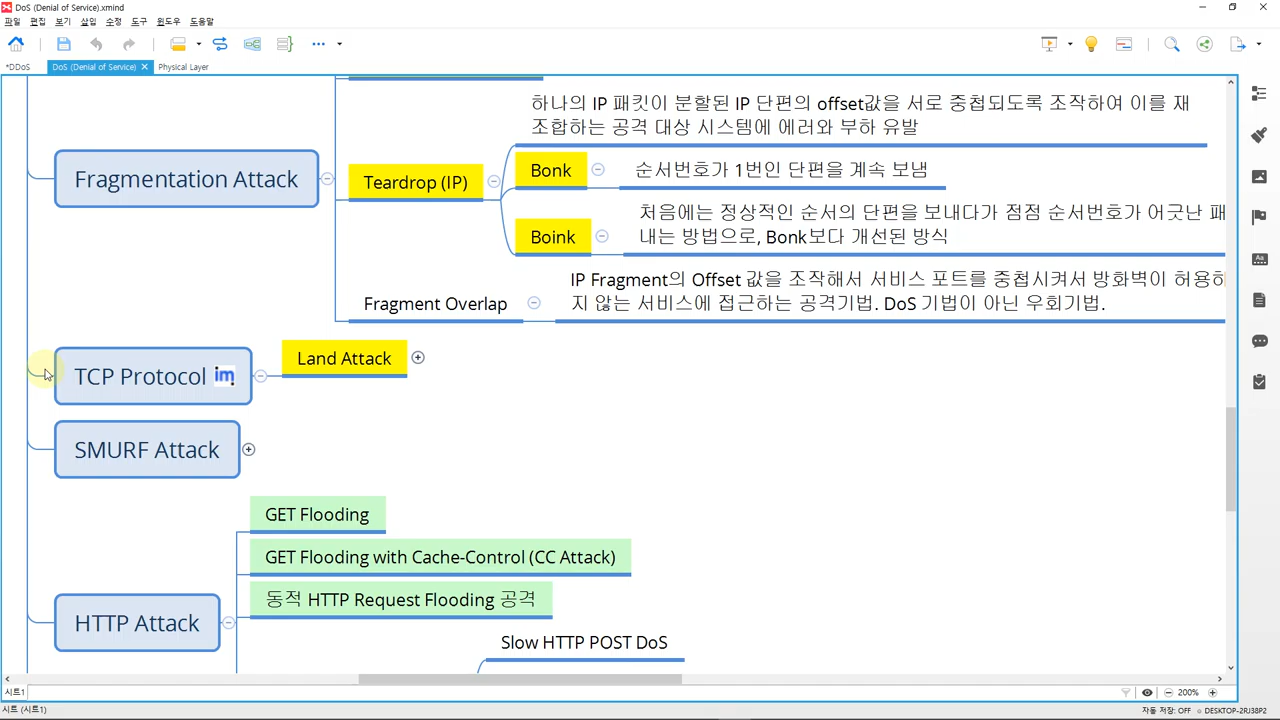 DoS (Denial of Service).xmind
파일 편집 보기 삽입 수정 도구 윈도우 도움말
*DDoS DoS (Denial of Service) Physical Layer
하나의 IP 패킷이 분할된 IP 단편의 offset값을 서로 중첩되도록 조작하여 이를 재
조합하는 공격 대상 시스템에 에러와 부하 유발
Fragmentation Attack
Teardrop (IP)
Bonk
순서번호가 1번인 단편을 계속 보냄
처음에는 정상적인 순서의 단편을 보내다가 점점 순서번호가 어긋난 패
내는 방법으로, Bonk보다 개선된 방식
Boink
IP Fragment의 Offset 값을 조작해서 서비스 포트를 중첩시켜서 방화벽이 허용하
지 않는 서비스에 접근하는 공격기법. DoS 기법이 아닌 우회기법.
Fragment Overlap
TCP Protocol im
Land Attack
SMURF Attack
GET Flooding
GET Flooding with Cache-Control (CC Attack)
동적 HTTP Request Flooding 공격
HTTP Attack
Slow HTTP POST DoS
시트1
200%
시트 (시트1)
자동 저장: OFF
DESKTOP-2RJ38P2